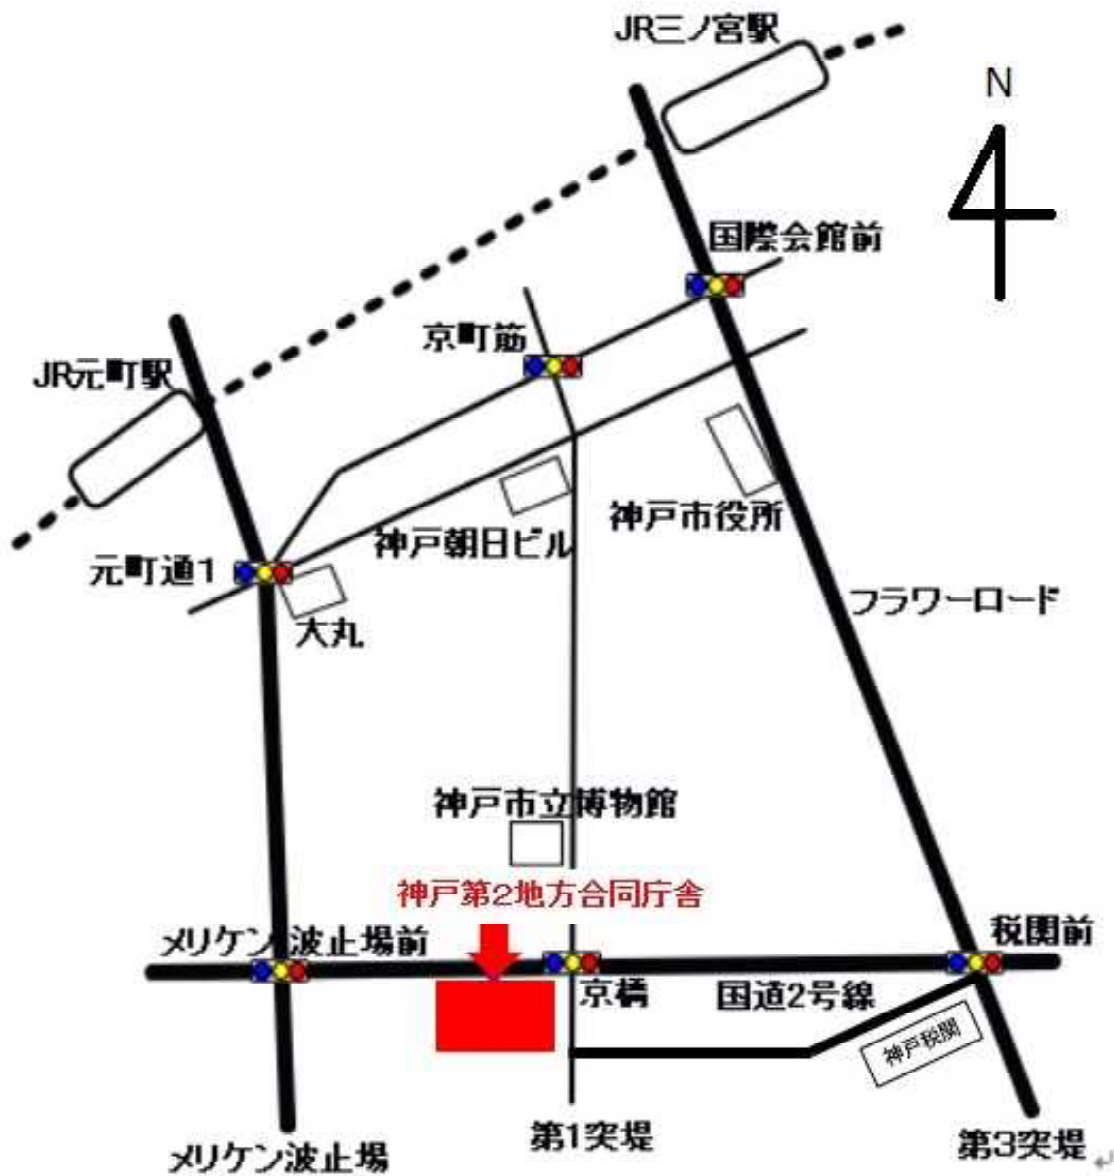 JR三ノ宮駅
N
国際会館前
京町筋
JR元町駅
神戸市役所
神戸朝日ビル
元町通1
フラワーロード
大丸
神戸市立博物館
神戸第2地方合同庁舎
税関前
メリケン波止場前
京橋
国道2号線
神戸税関
第1突堤
第3突堤
メリケン波止場